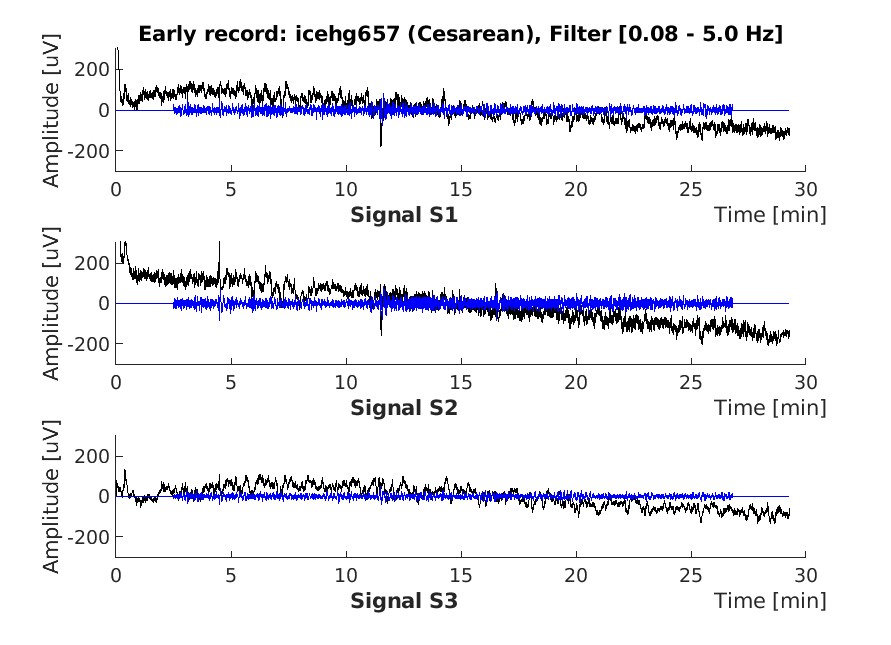 Early record: icehg657 (Cesarean), Filter [0.08 - 5.0 Hz]
Amplitude [uV]
200
0
-200
0 5 10 15 20 25 30
Signal S1 Time [min]
Amplitude [uV]
200
0
-200
0 5 10 15 20 25 30
Signal S2 Time [min]
Amplitude [uV]
200
0
-200
0 5 10 15 20 25 30
Signal S3 Time [min]